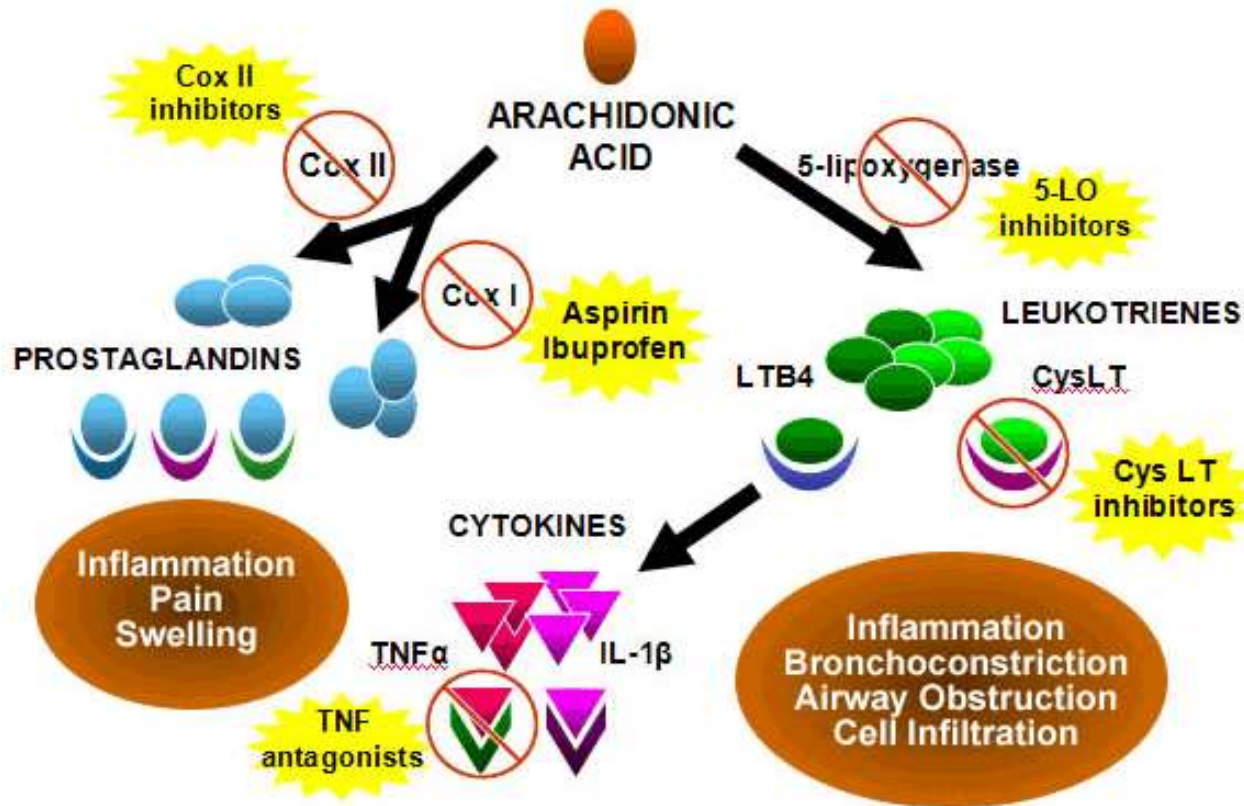 Cox II
inhibitors
ARACHIDONIC
ACID
Cox II
5-lipoxygenase
5-LO
inhibitors
Cox I
Aspirin
Ibuprofen
PROSTAGLANDINS
LEUKOTRIENES
LTB4
CysLT
Cys LT
inhibitors
Inflammation
Pain
Swelling
CYTOKINES
TNFα
IL-1β
TNF
antagonists
Inflammation
Bronchoconstriction
Airway Obstruction
Cell Infiltration